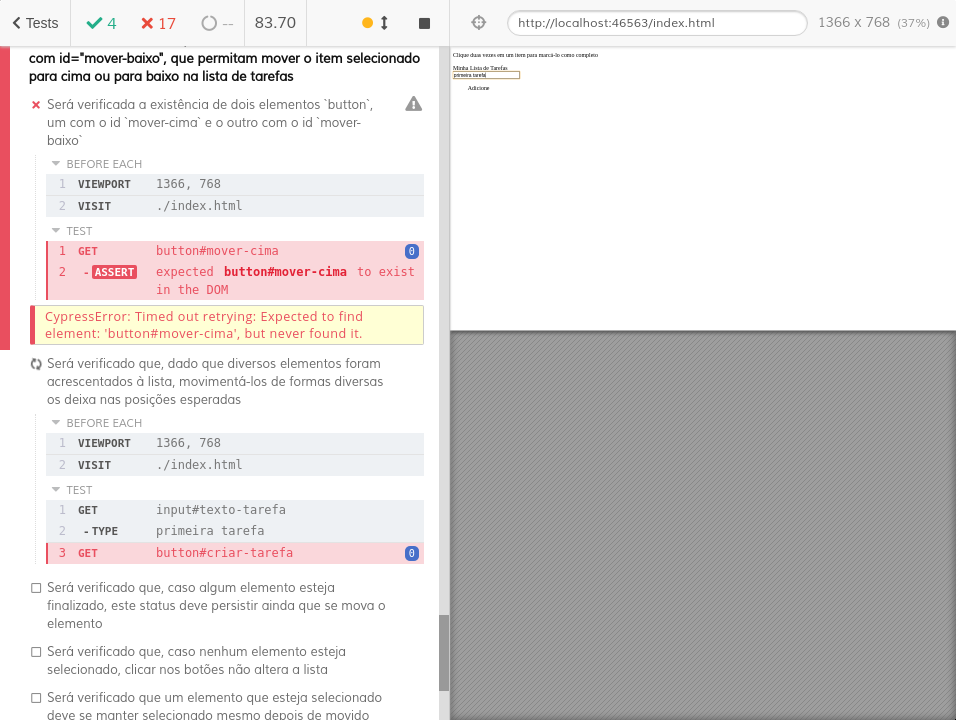 Tests 4 17 -- 83.70 http://localhost:46563/index.html 1366 x 768 (37%)
com id="mover-baixo", que permitam mover o item selecionado
para cima ou para baixo na lista de tarefas
Será verificada a existência de dois elementos `button`,
um com o id `mover-cima` e o outro com o id `mover-
baixo`
BEFORE EACH
1 VIEWPORT 1366, 768
2 VISIT ./index.html
TEST
1 GET button#mover-cima 0
2 -ASSERT expected button#mover-cima to exist
in the DOM
CypressError: Timed out retrying: Expected to find
element: 'button#mover-cima', but never found it.
Será verificado que, dado que diversos elementos foram
acrescentados à lista, movimentá-los de formas diversas
os deixa nas posições esperadas
BEFORE EACH
1 VIEWPORT 1366, 768
2 VISIT ./index.html
TEST
1 GET input#texto-tarefa
2 -TYPE primeira tarefa
3 GET button#criar-tarefa 0
Será verificado que, caso algum elemento esteja
finalizado, este status deve persistir ainda que se mova o
elemento
Será verificado que, caso nenhum elemento esteja
selecionado, clicar nos botões não altera a lista
Será verificado que um elemento que esteja selecionado
deve se manter selecionado mesmo depois de movido
Clique duas vezes em um item para marcá-lo como completo
Minha Lista de Tarefas
primeira tarefa
Adicione